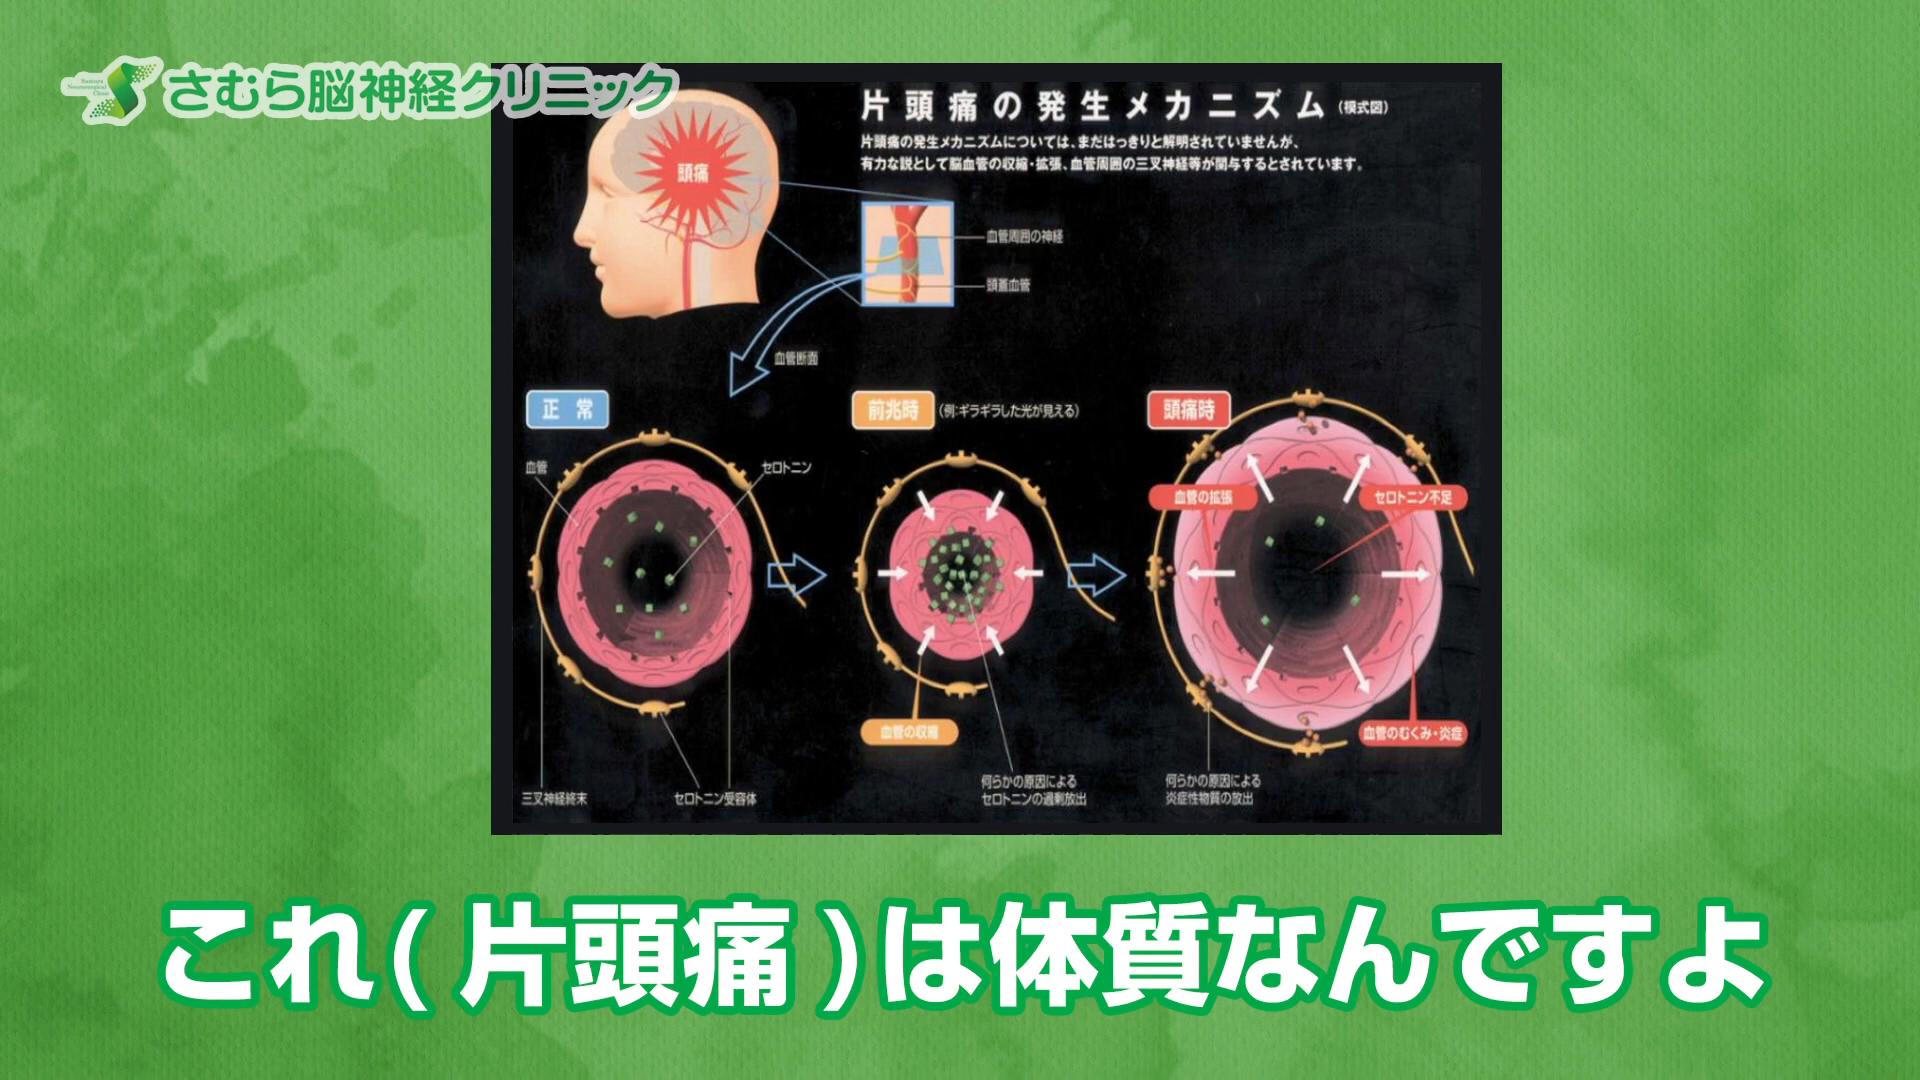 Samura
Neurosurgical
Clinic
さむら脳神経クリニック
片頭痛の発生メカニズム(模式図)
片頭痛の発生メカニズムについては、まだはっきりと解明されていませんが、
有力な説として脳血管の収縮・拡張、血管周囲の三叉神経等が関与するとされています。
頭痛
血管周囲の神経
頭蓋血管
血管断面
正常
血管
セロトニン
三叉神経終末
セロトニン受容体
前兆時
(例:ギラギラした光が見える)
血管の収縮
何らかの原因による
セロトニンの過剰放出
頭痛時
血管の拡張
セロトニン不足
血管のむくみ・炎症
何らかの原因による
炎症性物質の放出
これ(片頭痛)は体質なんですよ